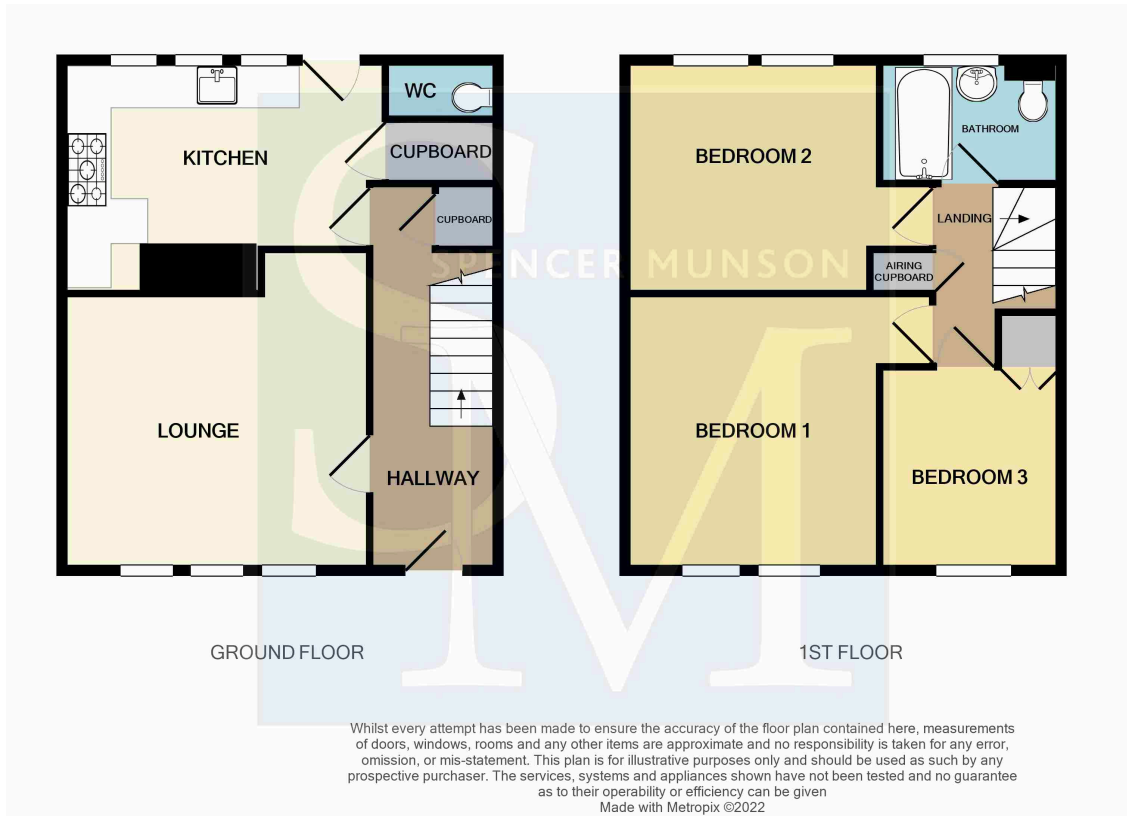 WC
KITCHEN
CUPBOARD
CUPBOARD
SPENCER MUNSON
LOUNGE
HALLWAY
BEDROOM 2
BATHROOM
LANDING
AIRING
CUPBOARD
BEDROOM 1
BEDROOM 3
GROUND FLOOR
1ST FLOOR
Whilst every attempt has been made to ensure the accuracy of the floor plan contained here, measurements
of doors, windows, rooms and any other items are approximate and no responsibility is taken for any error,
omission, or mis-statement. This plan is for illustrative purposes only and should be used as such by any
prospective purchaser. The services, systems and appliances shown have not been tested and no guarantee
as to their operability or efficiency can be given
Made with Metropix ©2022
SM